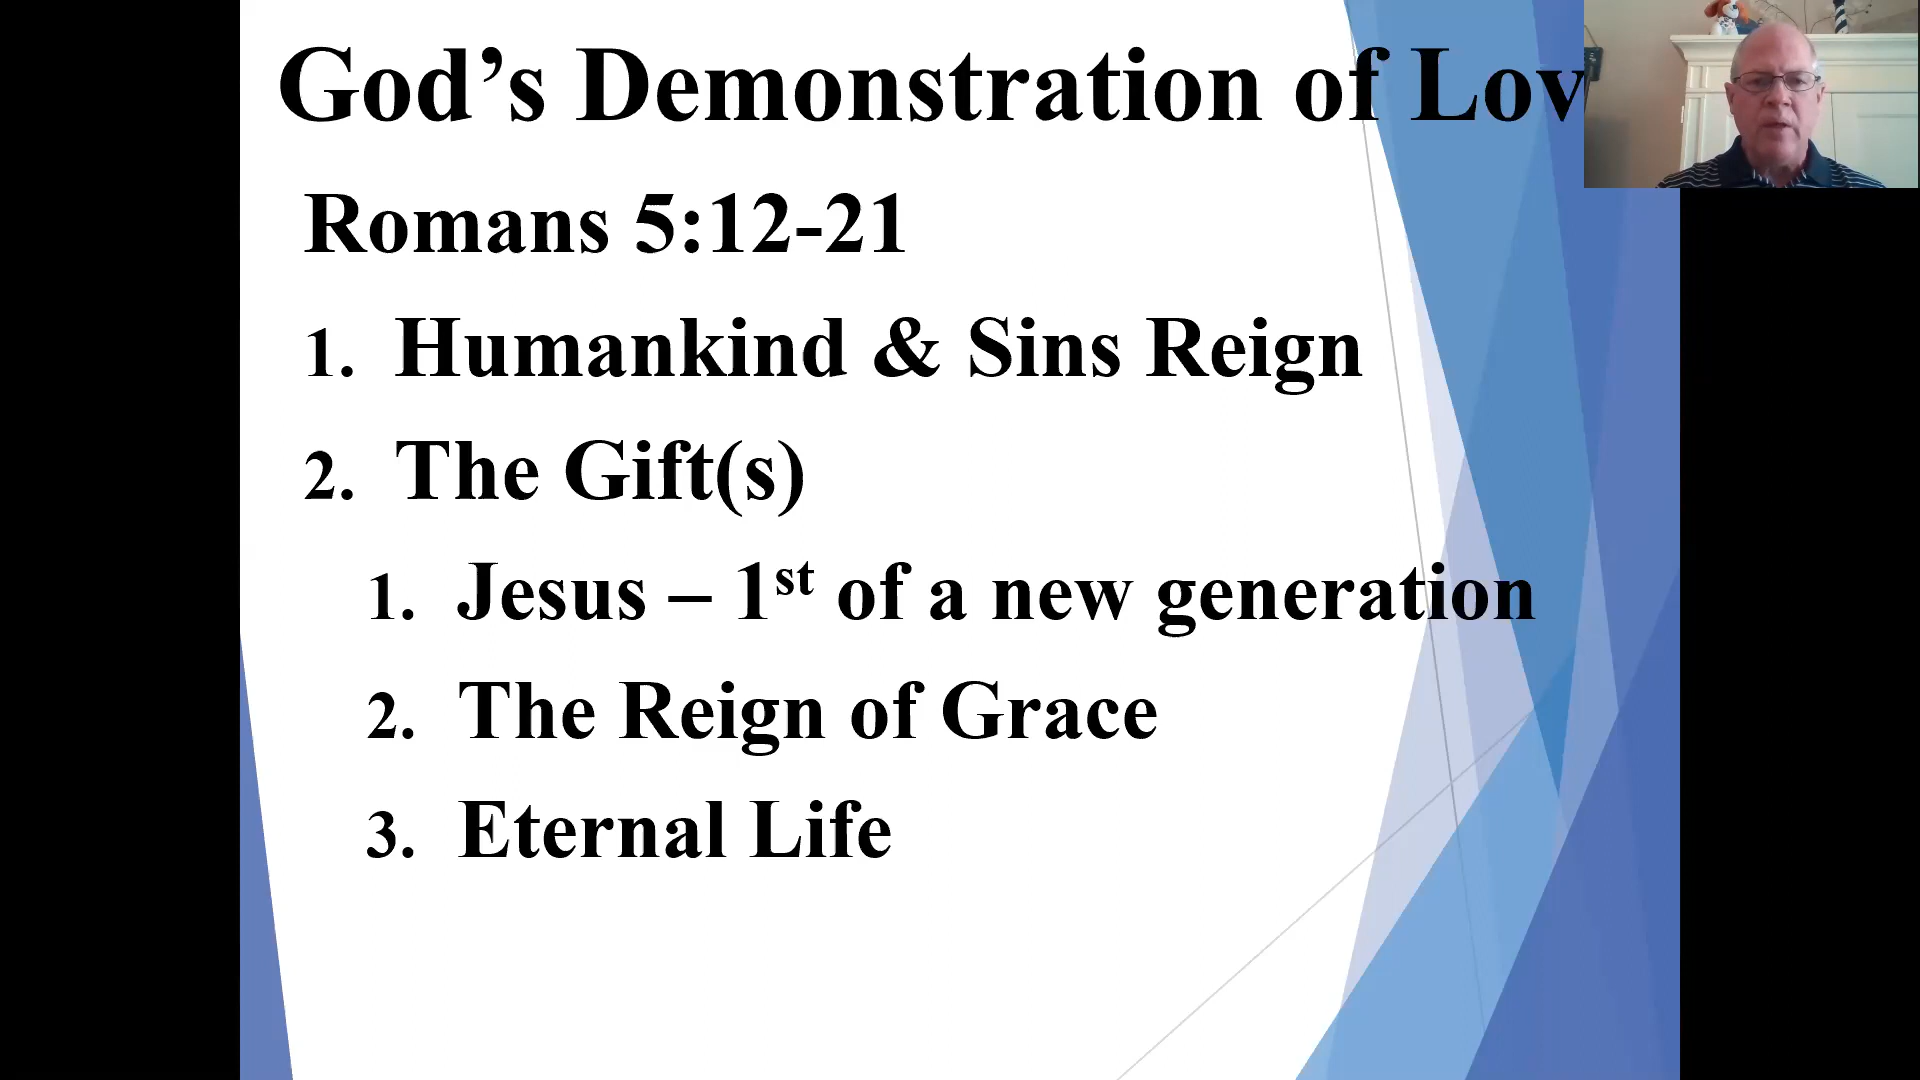 God’s Demonstration of Lov
Romans 5:12-21
1. Humankind & Sins Reign
2. The Gift(s)
1. Jesus – 1st of a new generation
2. The Reign of Grace
3. Eternal Life